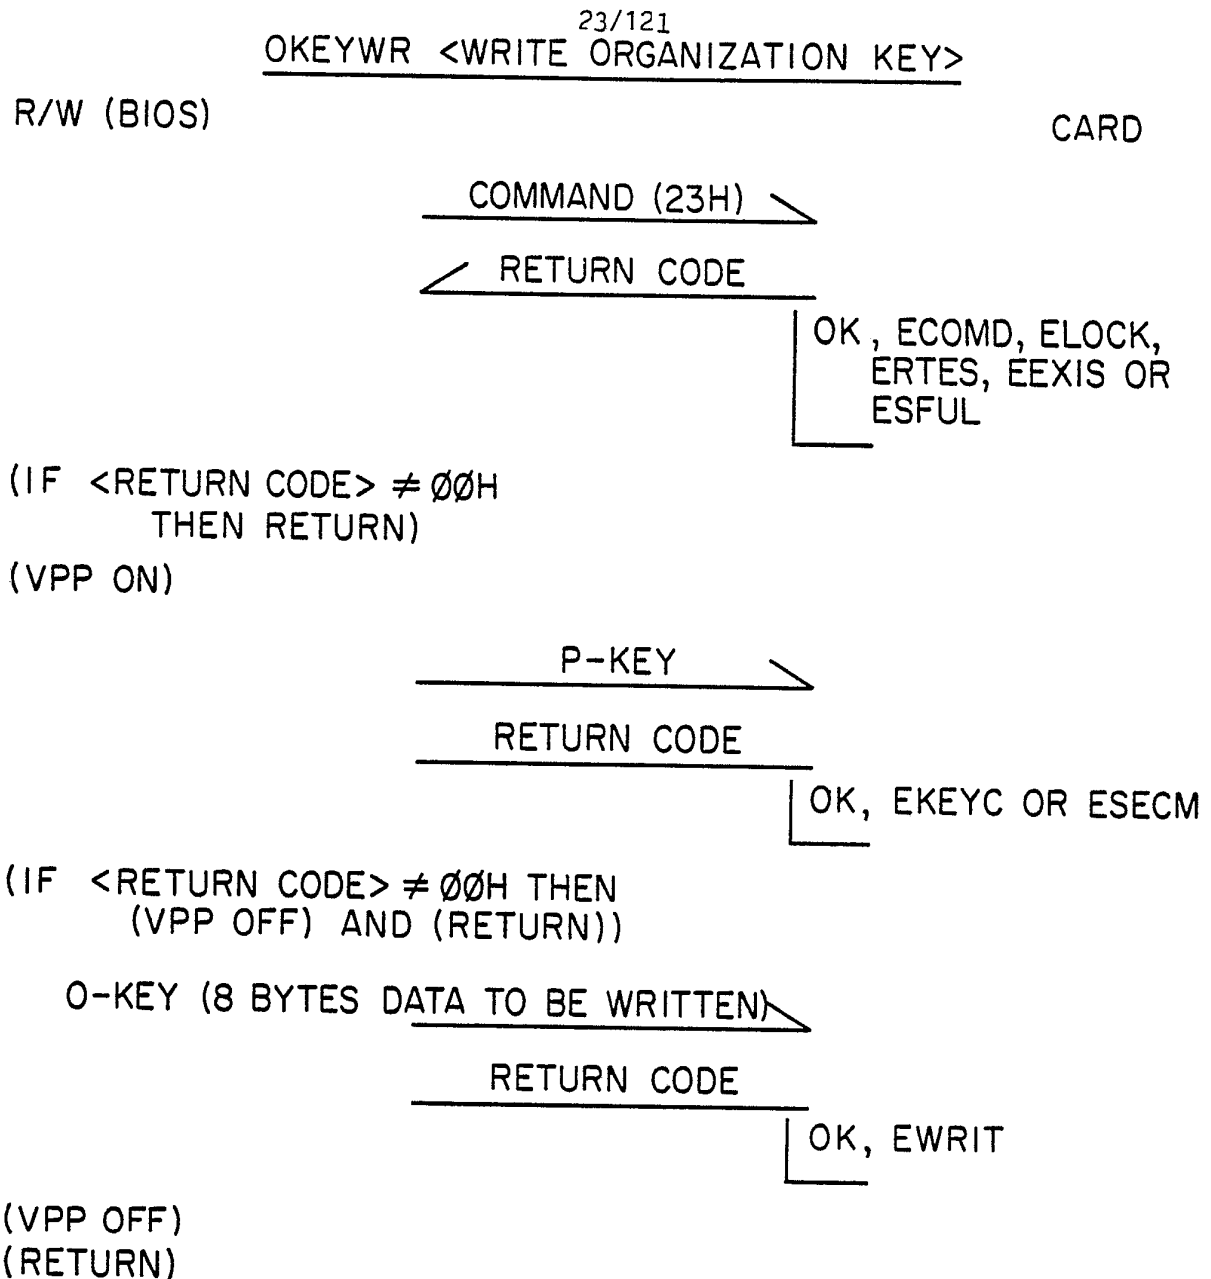 23/121
OKEYWR <WRITE ORGANIZATION KEY>
R/W (BIOS)
CARD
COMMAND (23H)
RETURN CODE
OK, ECOMD, ELOCK,
ERTES, EEXIS OR
ESFUL
(IF <RETURN CODE> ≠ ØØH
THEN RETURN)
(VPP ON)
P-KEY
RETURN CODE
OK, EKEYC OR ESECM
(IF <RETURN CODE> ≠ ØØH THEN
(VPP OFF) AND (RETURN))
O-KEY (8 BYTES DATA TO BE WRITTEN)
RETURN CODE
OK, EWRIT
(VPP OFF)
(RETURN)